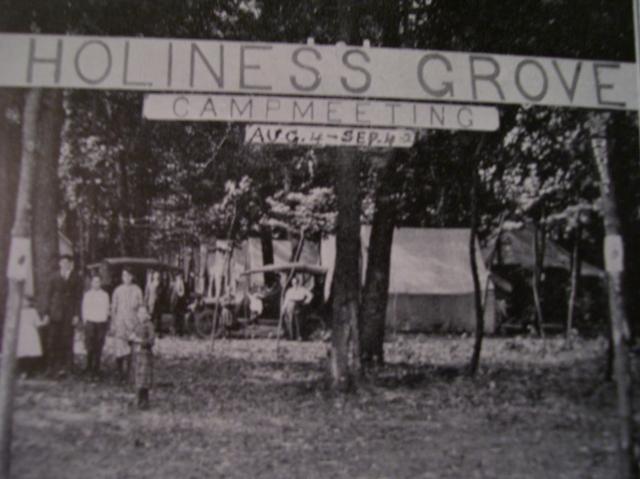 HOLINESS GROVE
CAMPMEETING
AUG. 4 - SEP. 4